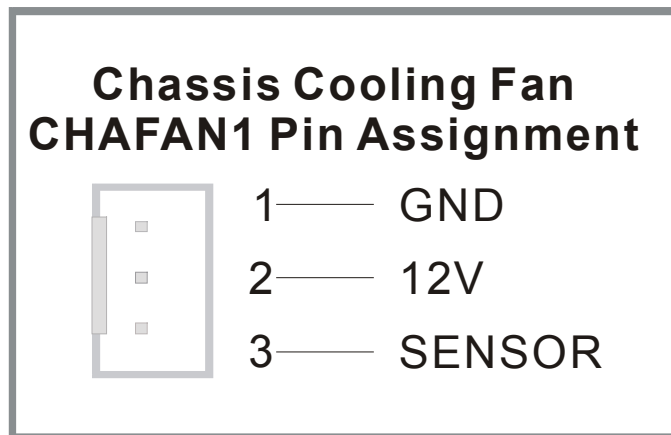 Chassis Cooling Fan
CHAFAN1 Pin Assignment
1 GND
2 12V
3 SENSOR